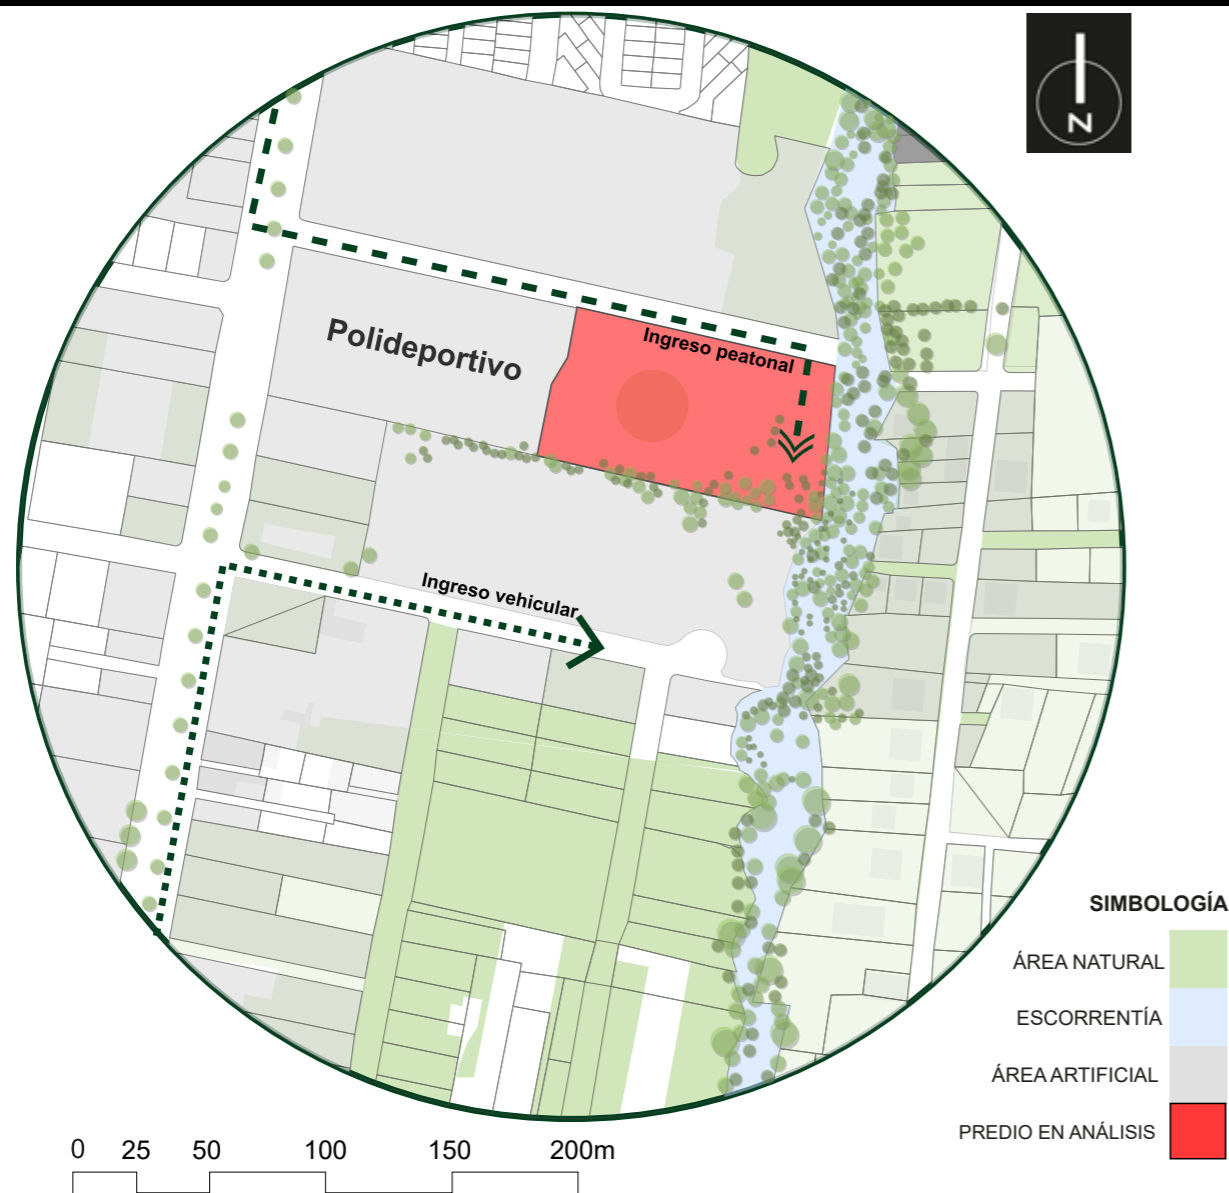 N
Polideportivo
Ingreso peatonal
Ingreso vehicular
SIMBOLOGÍA
ÁREA NATURAL
ESCORRENTÍA
ÁREA ARTIFICIAL
PREDIO EN ANÁLISIS
0 25 50 100 150 200m